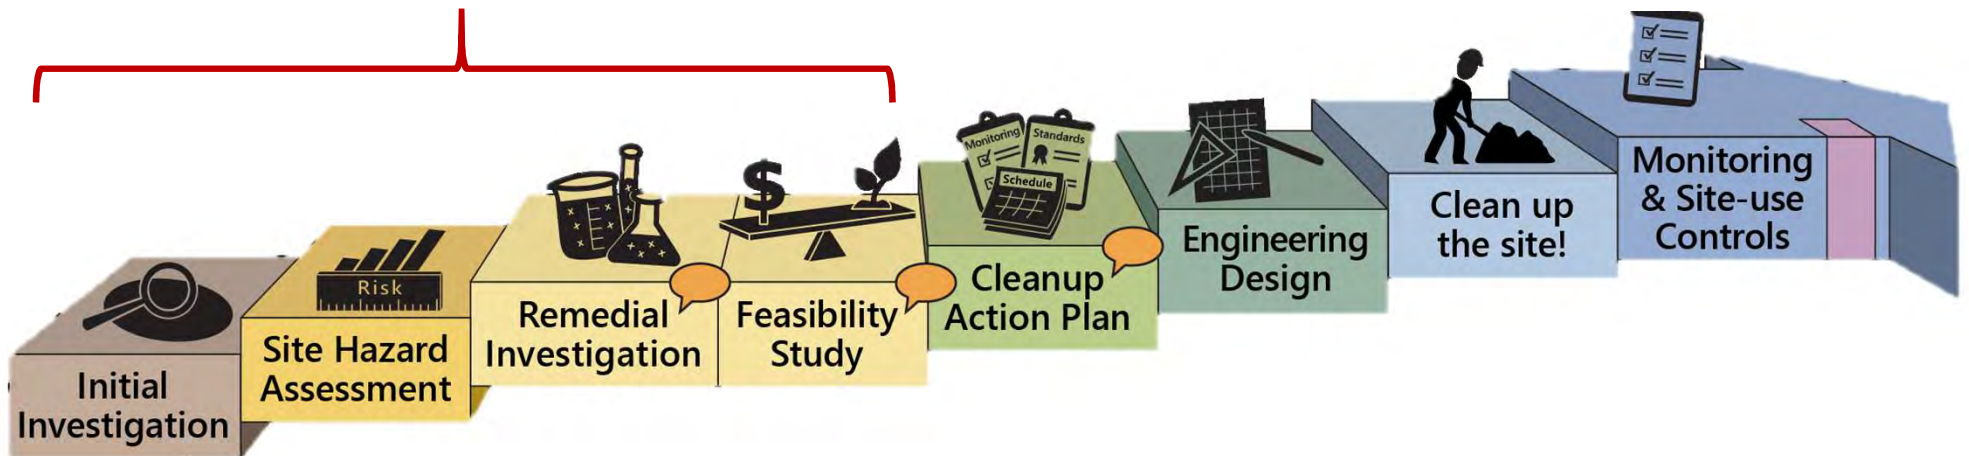 Initial
Investigation
Risk
Site Hazard
Assessment
Remedial
Investigation
$
Feasibility
Study
Monitoring
Standards
Schedule
Cleanup
Action Plan
Engineering
Design
Clean up
the site!
Monitoring
& Site-use
Controls